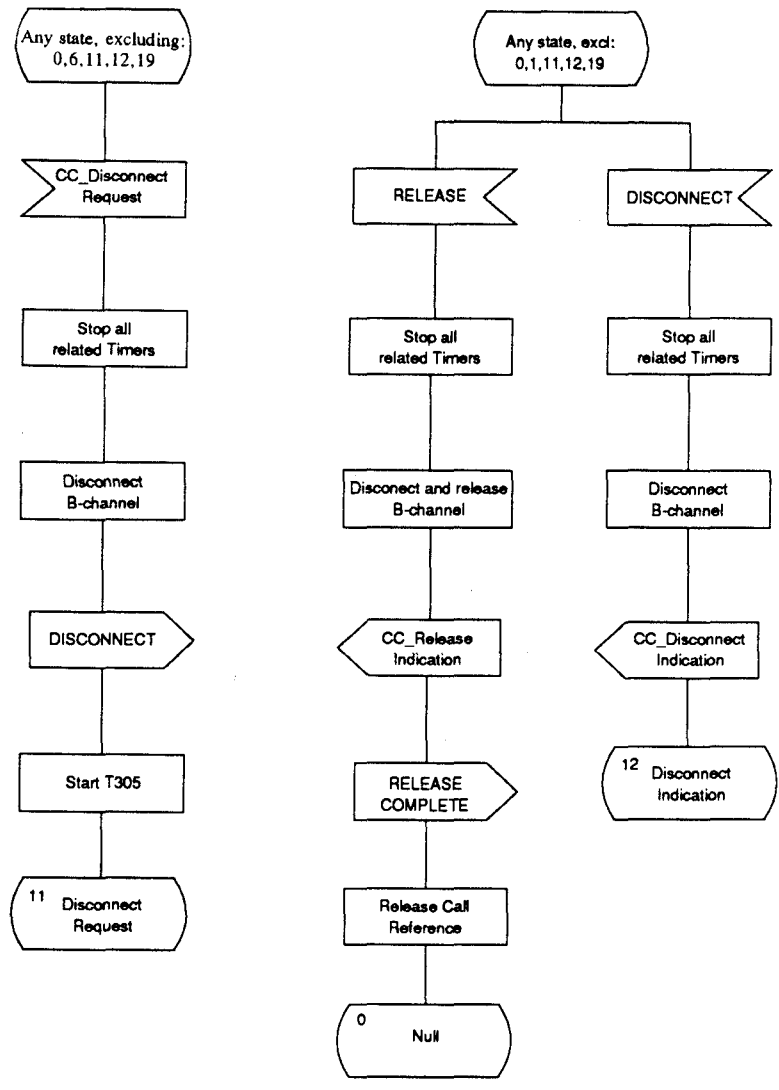 Any state, excluding:
0,6,11,12,19
CC_Disconnect
Request
Stop all
related Timers
Disconnect
B-channel
DISCONNECT
Start T305
11
Disconnect
Request
Any state, excl:
0,1,11,12,19
RELEASE
Stop all
related Timers
Disconect and release
B-channel
CC_Release
Indication
RELEASE
COMPLETE
Release Call
Reference
0
Null
DISCONNECT
Stop all
related Timers
Disconnect
B-channel
CC_Disconnect
Indication
12
Disconnect
Indication